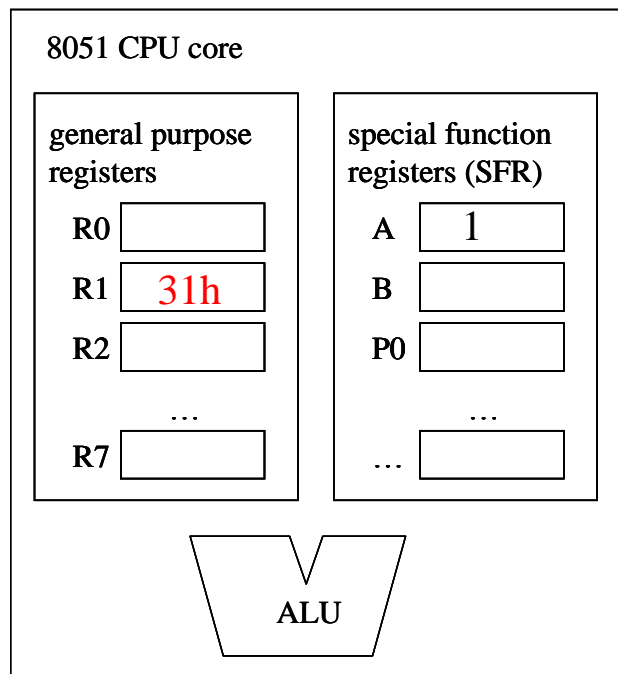 8051 CPU core
general purpose
registers
R0
R1 31h
R2
...
R7
special function
registers (SFR)
A 1
B
P0
...
...
ALU